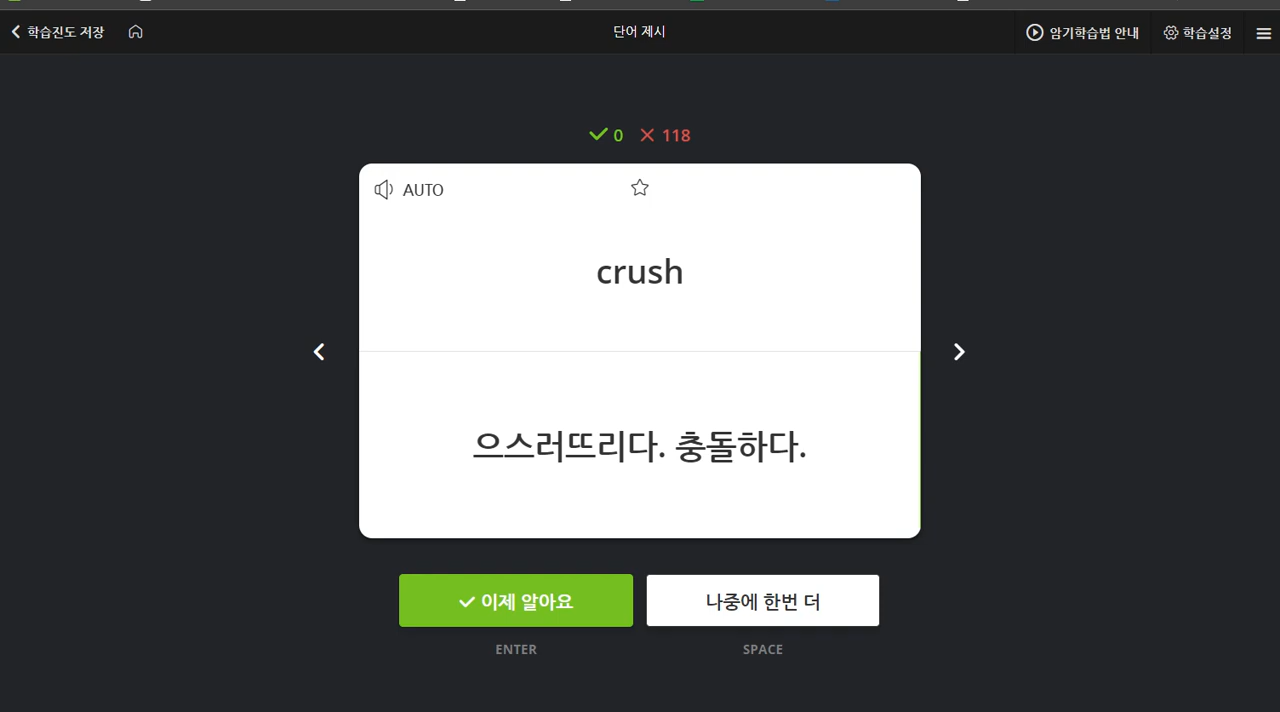 학습진도 저장
단어 제시
암기학습법 안내
학습설정
0 118
AUTO
crush
으스러뜨리다. 충돌하다.
이제 알아요
나중에 한번 더
ENTER
SPACE